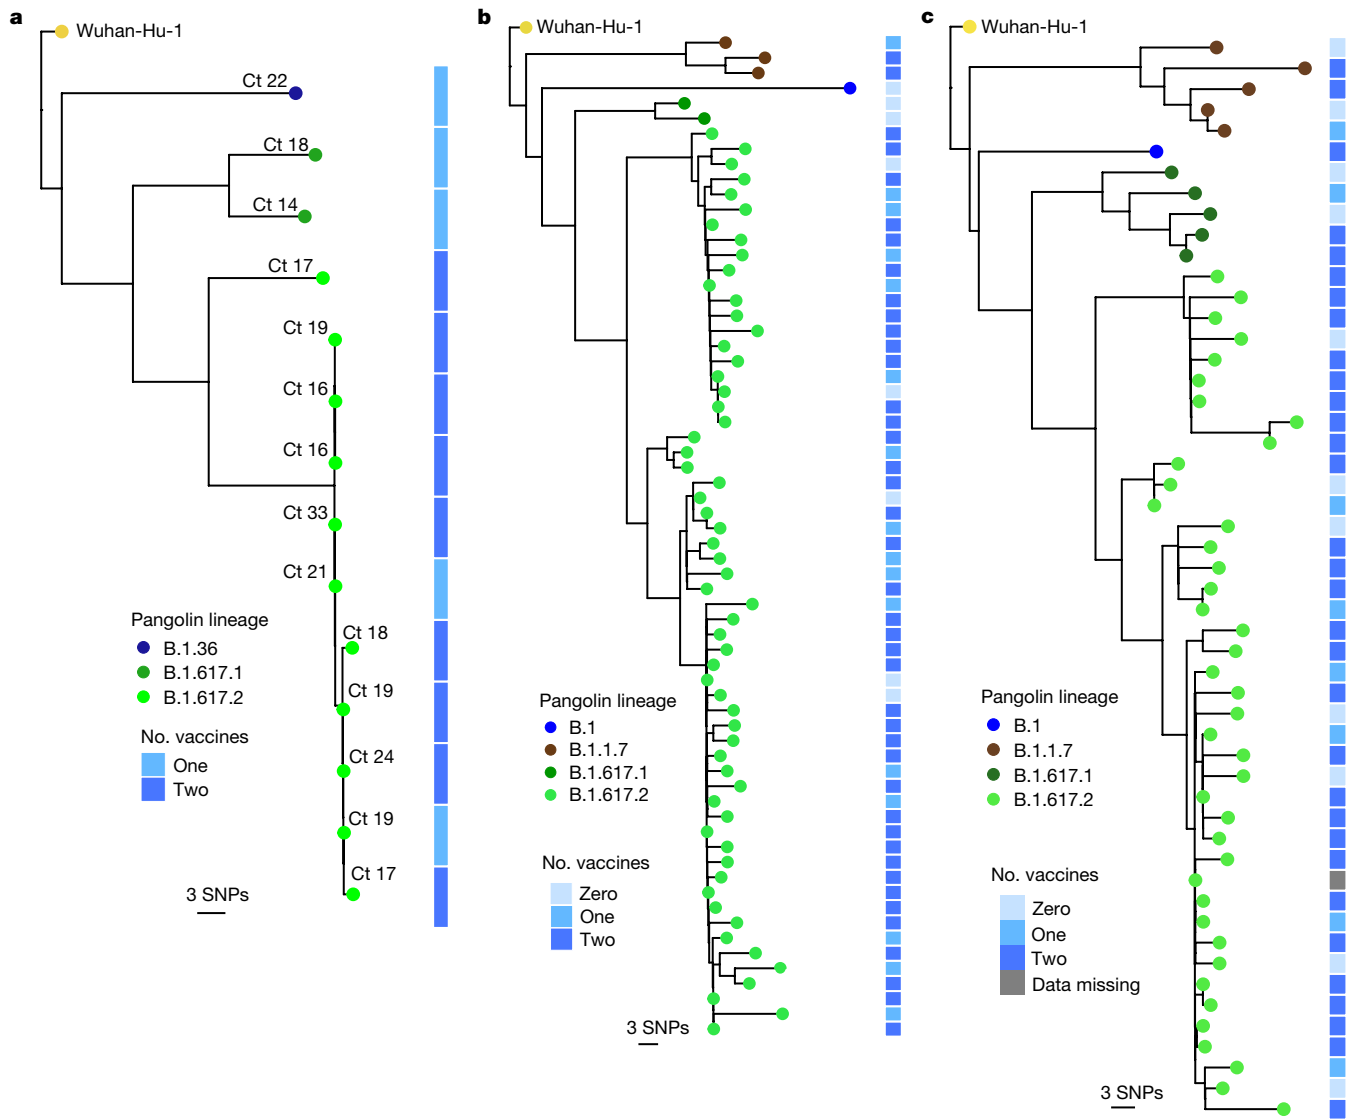 a
Wuhan-Hu-1
Ct 22
Ct 18
Ct 14
Ct 17
Ct 19
Ct 16
Ct 16
Ct 33
Ct 21
Ct 18
Ct 19
Ct 24
Ct 19
Ct 17
Pangolin lineage
B.1.36
B.1.617.1
B.1.617.2
No. vaccines
One
Two
3 SNPs
b
Wuhan-Hu-1
Pangolin lineage
B.1
B.1.1.7
B.1.617.1
B.1.617.2
No. vaccines
Zero
One
Two
3 SNPs
c
Wuhan-Hu-1
Pangolin lineage
B.1
B.1.1.7
B.1.617.1
B.1.617.2
No. vaccines
Zero
One
Two
Data missing
3 SNPs